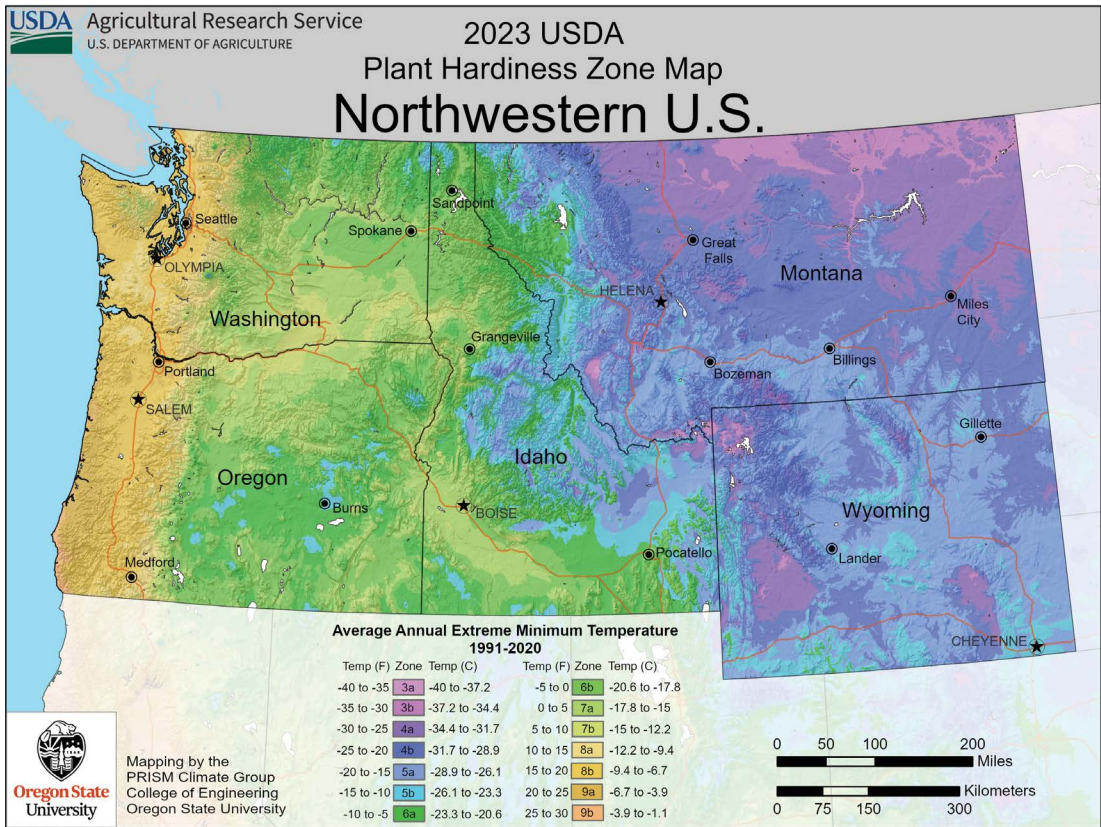 USDA
Agricultural Research Service
U.S. DEPARTMENT OF AGRICULTURE
2023 USDA
Plant Hardiness Zone Map
Northwestern U.S.
Sandpoint
Seattle
Spokane
OLYMPIA
Great
Falls
Montana
HELENA
Miles
City
Washington
Grangeville
Billings
Bozeman
Portland
SALEM
Gillette
Idaho
Oregon
Burns
BOISE
Wyoming
Pocatello
Lander
Medford
CHEYENNE
Average Annual Extreme Minimum Temperature
1991-2020
Temp (F) Zone Temp (C) Temp (F) Zone Temp (C)
-40 to -35 3a -40 to -37.2 -5 to 0 6b -20.6 to -17.8
-35 to -30 3b -37.2 to -34.4 0 to 5 7a -17.8 to -15
-30 to -25 4a -34.4 to -31.7 5 to 10 7b -15 to -12.2
-25 to -20 4b -31.7 to -28.9 10 to 15 8a -12.2 to -9.4
-20 to -15 5a -28.9 to -26.1 15 to 20 8b -9.4 to -6.7
-15 to -10 5b -26.1 to -23.3 20 to 25 9a -6.7 to -3.9
-10 to -5 6a -23.3 to -20.6 25 to 30 9b -3.9 to -1.1
Oregon State
University
Mapping by the
PRISM Climate Group
College of Engineering
Oregon State University
0 50 100 200
Miles
Kilometers
0 75 150 300